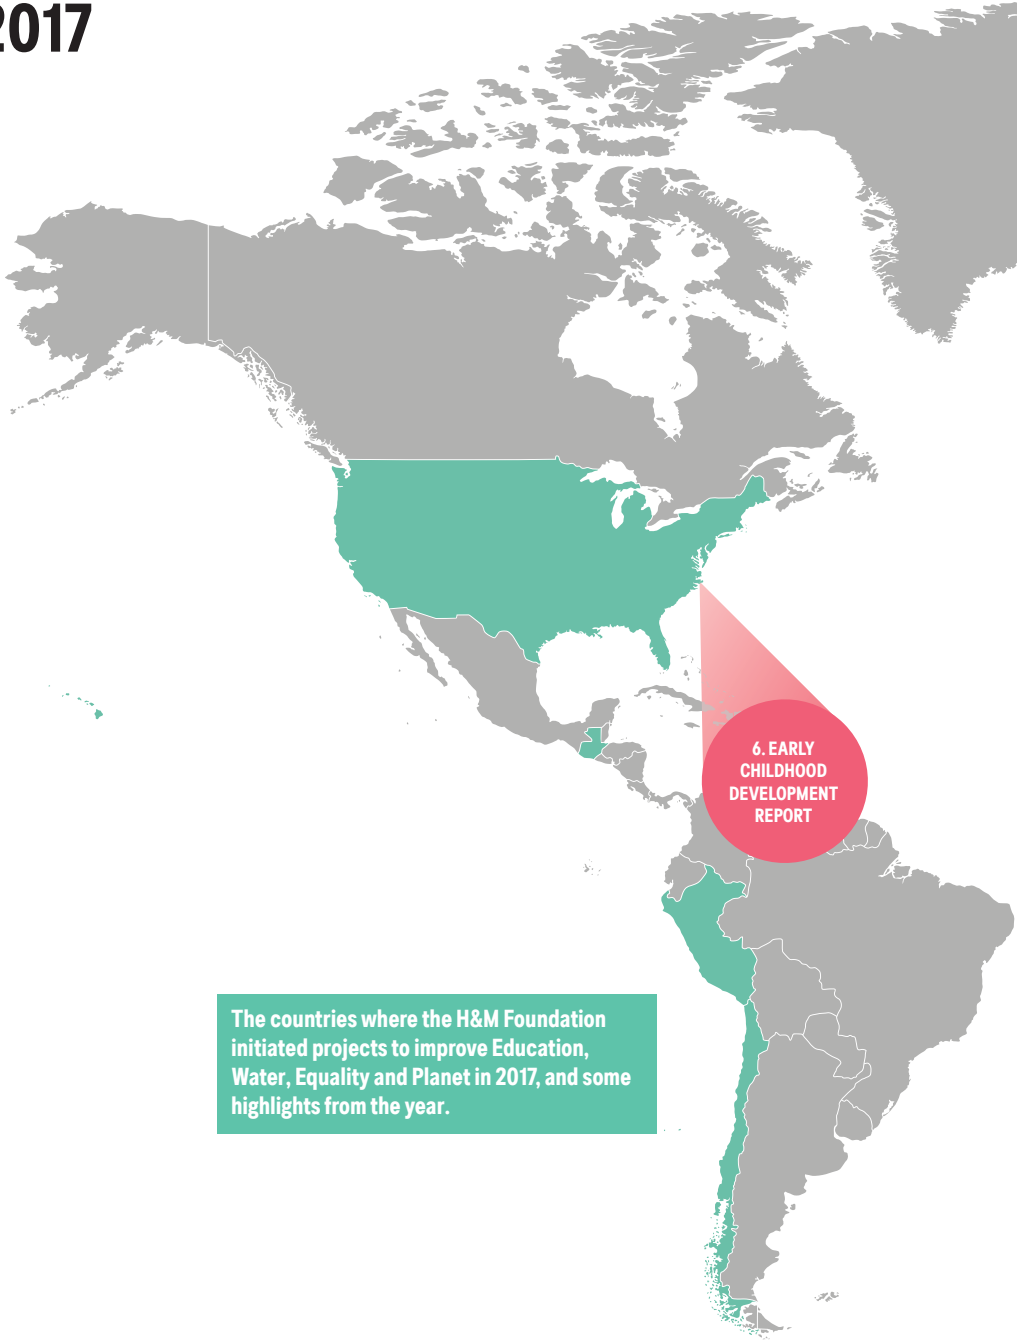 2017
6. EARLY
CHILDHOOD
DEVELOPMENT
REPORT
The countries where the H&M Foundation
initiated projects to improve Education,
Water, Equality and Planet in 2017, and some
highlights from the year.